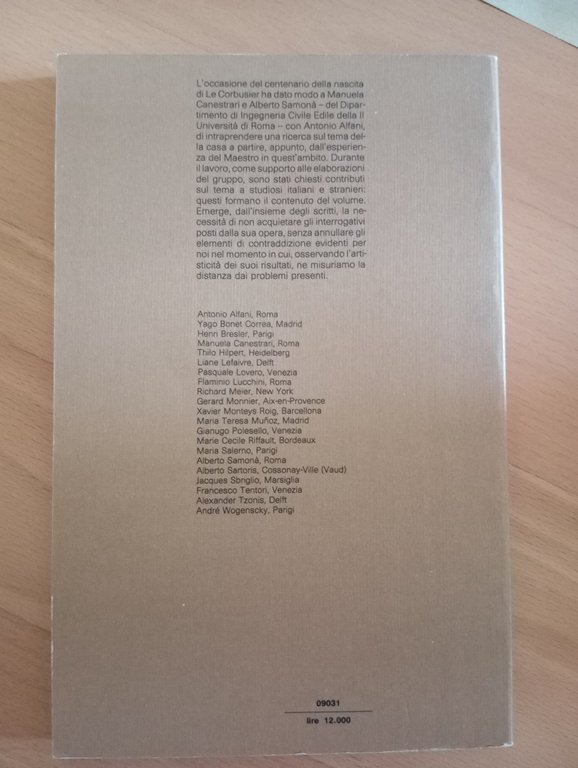 L'occasione del centenario della nascita
di Le Corbusier ha dato modo a Manuela
Canestrari e Alberto Samonà – del Dipar-
timento di Ingegneria Civile Edile della II
Università di Roma – con Antonio Alfani,
di intraprendere una ricerca sul tema del-
la casa a partire, appunto, dall'esperien-
za del Maestro in quest'ambito. Durante
il lavoro, come supporto alle elaborazioni
del gruppo, sono stati chiesti contributi
sul tema a studiosi italiani e stranieri:
questi formano il contenuto del volume.
Emerge, dall'insieme degli scritti, la ne-
cessità di non acquietare gli interrogativi
posti dalla sua opera, senza annullare gli
elementi di contraddizione evidenti per
noi nel momento in cui, osservando l'arti-
sticità dei suoi risultati, ne misuriamo la
distanza dai problemi presenti.
Antonio Alfani, Roma
Yago Bonet Correa, Madrid
Henri Bresler, Parigi
Manuela Canestrari, Roma
Thilo Hilpert, Heidelberg
Liane Lefaivre, Delft
Pasquale Lovero, Venezia
Flaminio Lucchini, Roma
Richard Meier, New York
Gerard Monnier, Aix-en-Provence
Xavier Monteys Roig, Barcellona
Maria Teresa Muñoz, Madrid
Gianugo Polesello, Venezia
Marie Cecile Riffault, Bordeaux
Maria Salerno, Parigi
Alberto Samonà, Roma
Alberto Sartoris, Cossonay-Ville (Vaud)
Jacques Sbriglio, Marsiglia
Francesco Tentori, Venezia
Alexander Tzonis, Delft
André Wogenscky, Parigi
09031
lire 12.000